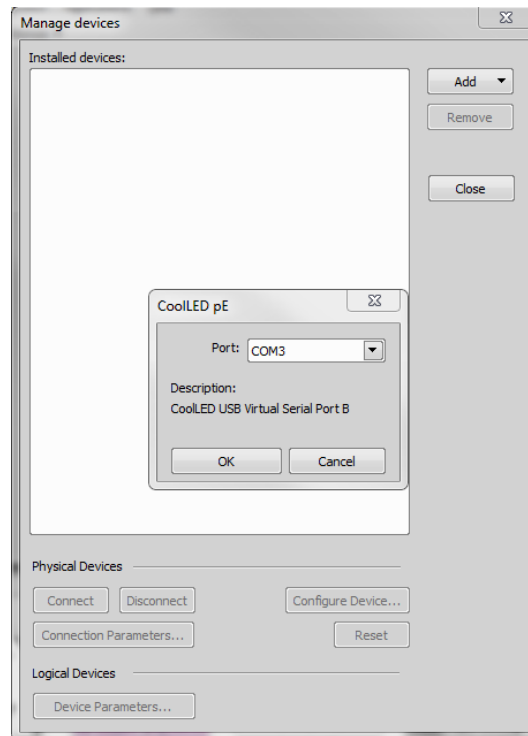 Manage devices
Installed devices:
Add
Remove
Close
CoolLED pE
Port: COM3
Description:
CoolLED USB Virtual Serial Port B
OK Cancel
Physical Devices
Connect Disconnect Configure Device...
Connection Parameters... Reset
Logical Devices
Device Parameters...